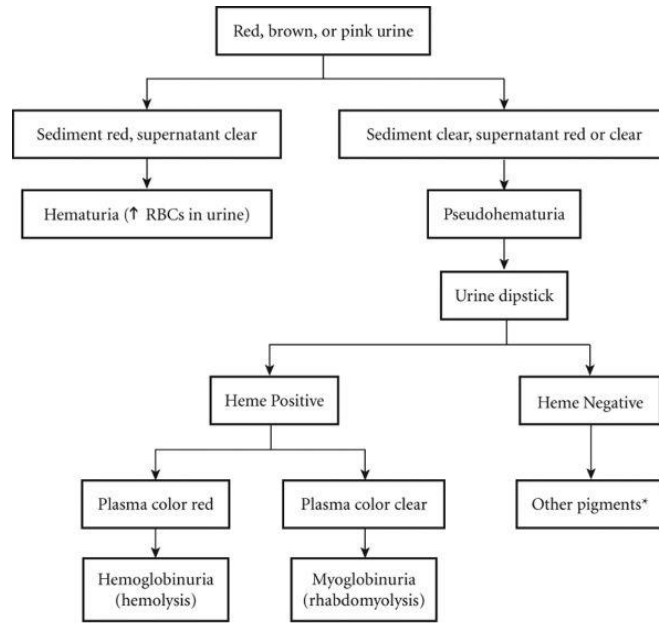 Red, brown, or pink urine
Sediment red, supernatant clear
Sediment clear, supernatant red or clear
Hematuria (↑ RBCs in urine)
Pseudohematuria
Urine dipstick
Heme Positive
Heme Negative
Plasma color red
Plasma color clear
Other pigments*
Hemoglobinuria
(hemolysis)
Myoglobinuria
(rhabdomyolysis)